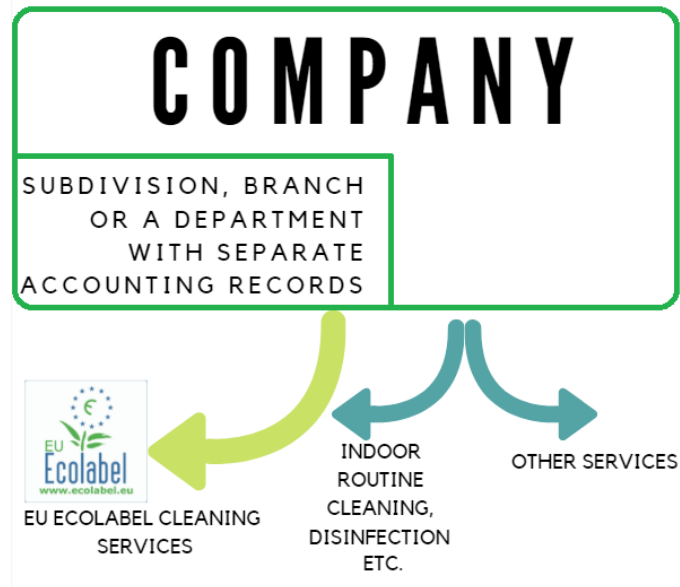 COMPANY
SUBDIVISION, BRANCH
OR A DEPARTMENT
WITH SEPARATE
ACCOUNTING RECORDS
EU
Ecolabel
www.ecolabel.eu
EU ECOLABEL CLEANING
SERVICES
INDOOR
ROUTINE
CLEANING,
DISINFECTION
ETC.
OTHER SERVICES